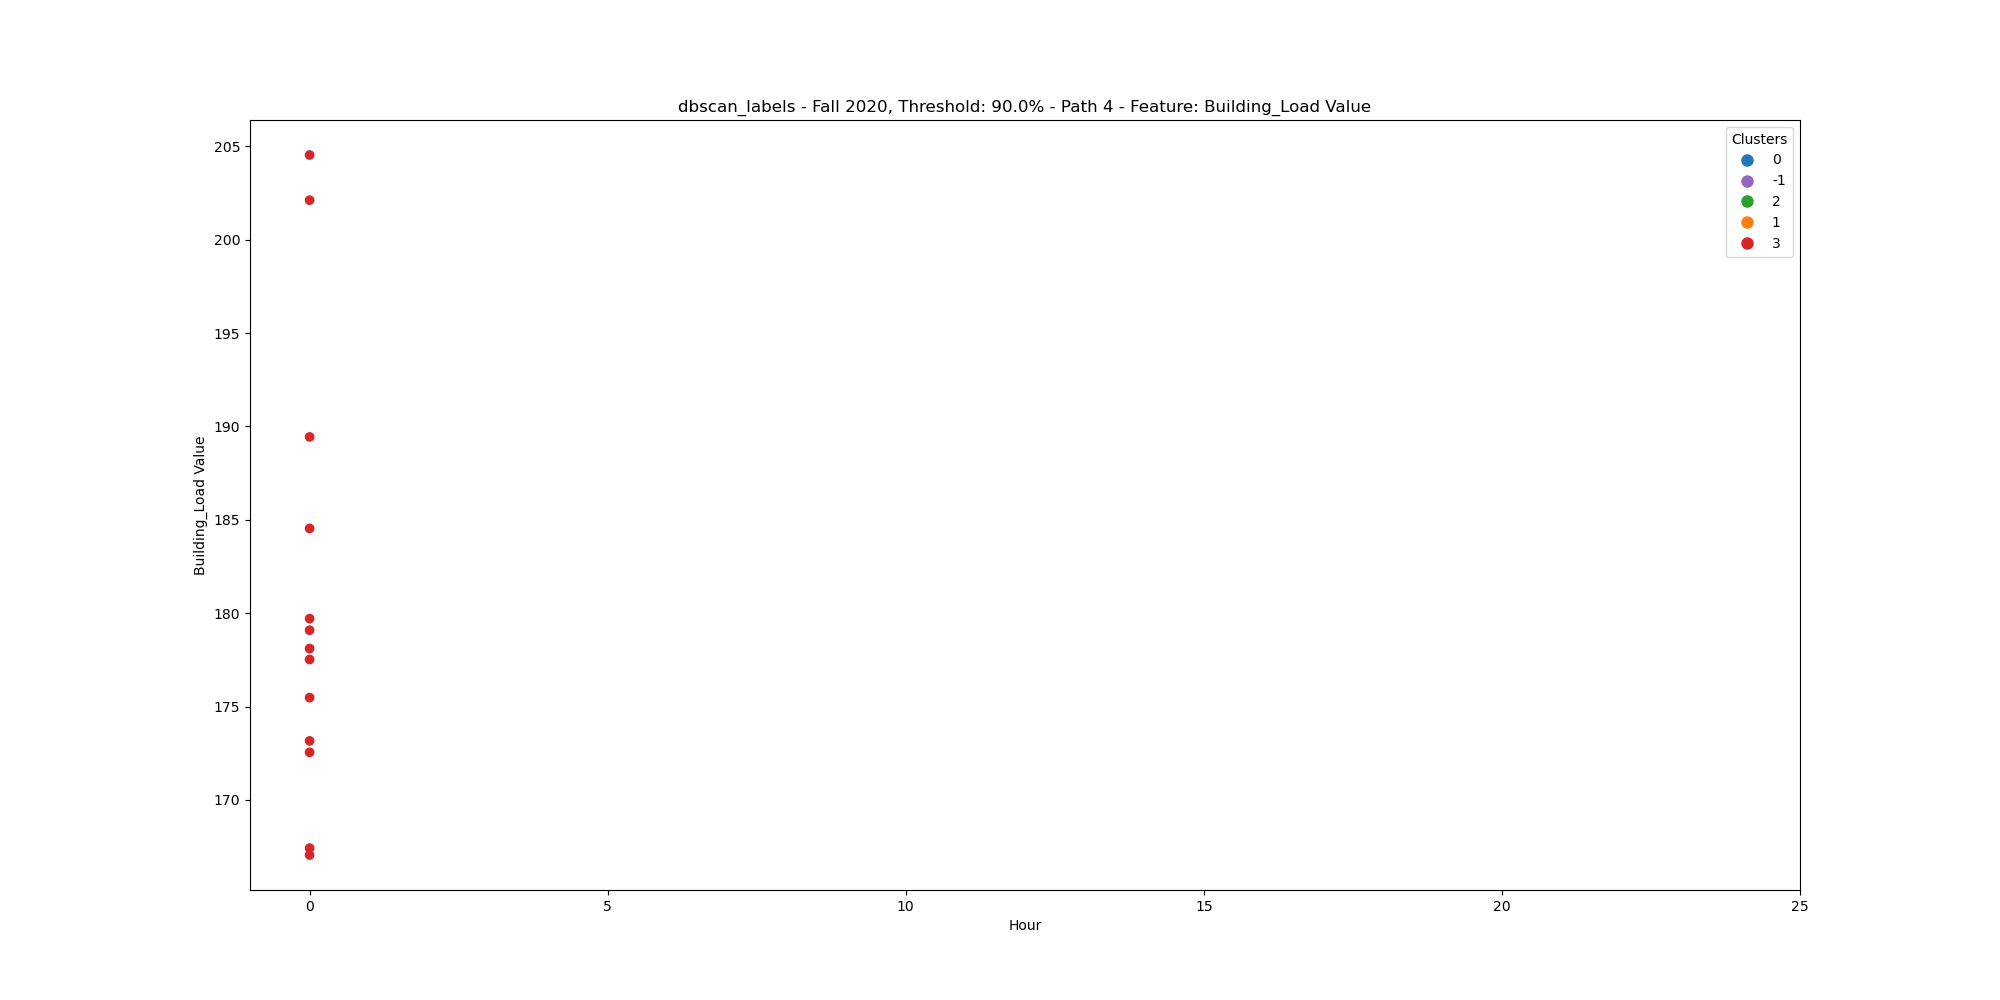 dbscan_labels - Fall 2020, Threshold: 90.0% - Path 4 - Feature: Building_Load Value
Clusters
0
-1
2
1
3
205
200
195
190
185
180
175
170
Building_Load Value
0 5 10 15 20 25
Hour